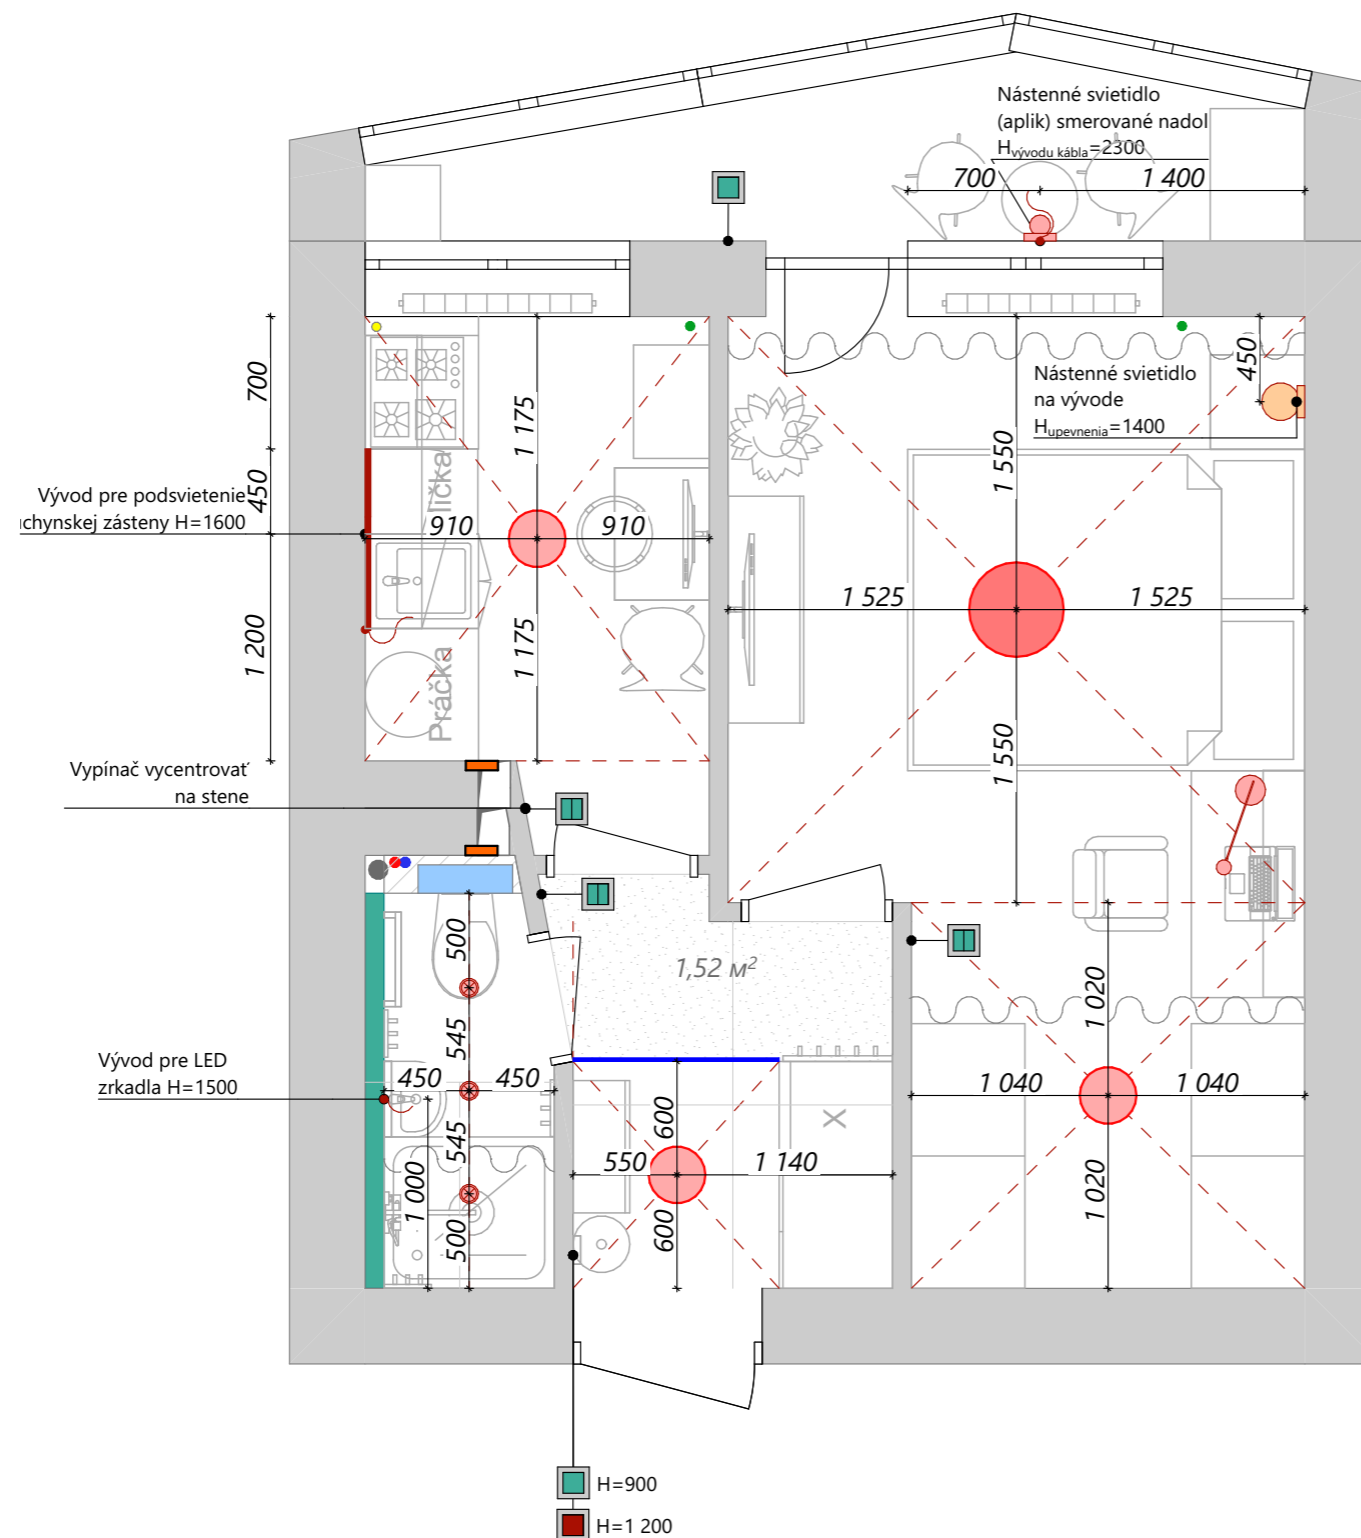 Nástenné svietidlo
(aplik) smerované nadol
Hvývodu kábla=2300
700
1 400
700
450
1 200
1 175
1 175
910
910
Práčka
Vývod pre podsvietenie
uchynskej zásteny H=1600
Nástenné svietidlo
na vývode
Hupevnenia=1400
450
1 550
1 550
1 525
1 525
Vypínač vycentrovať
na stene
1,52 м²
500
545
545
500
450
450
1 000
Vývod pre LED
zrkadla H=1500
600
600
550
1 140
X
1 020
1 020
1 040
1 040
H=900
H=1 200